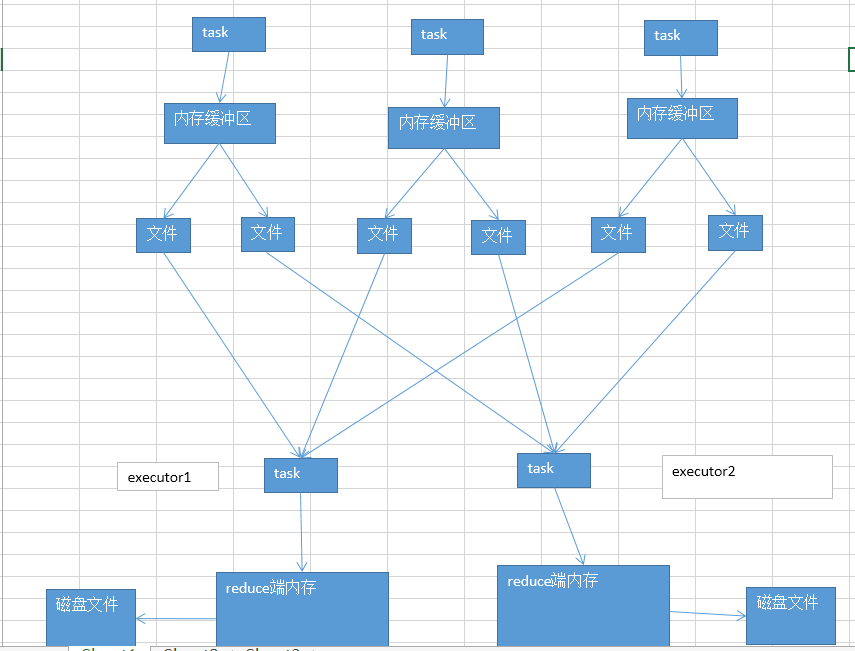 task
task
task
内存缓冲区
内存缓冲区
内存缓冲区
文件
文件
文件
文件
文件
文件
executor1
task
task
executor2
磁盘文件
reduce端内存
reduce端内存
磁盘文件